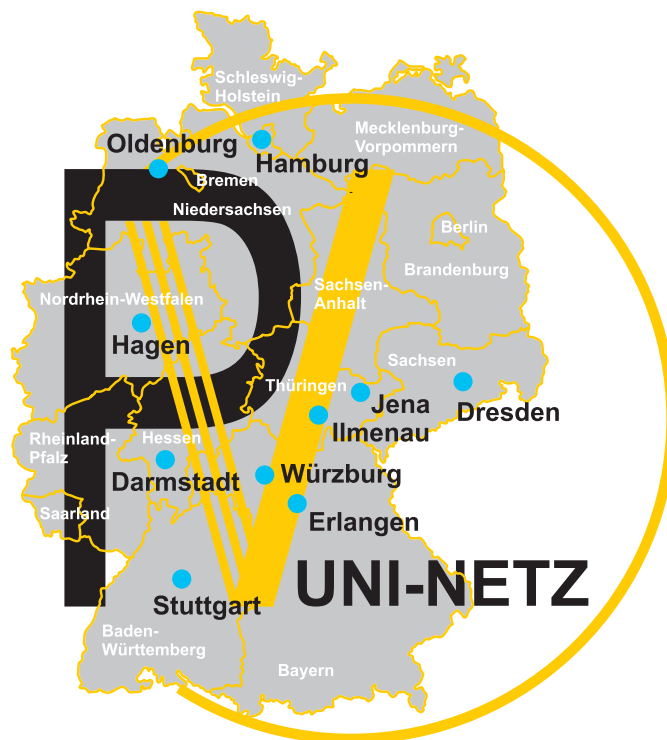 Schleswig-
Holstein
Mecklenburg-
Vorpommern
Oldenburg
Hamburg
Bremen
Niedersachsen
Berlin
Brandenburg
Sachsen-
Anhalt
Nordrhein-Westfalen
Hagen
PV
Sachsen
Thüringen
Jena
Dresden
Ilmenau
Rheinland-
Pfalz
Hessen
Darmstadt
Würzburg
Saarland
Erlangen
UNI-NETZ
Stuttgart
Baden-
Württemberg
Bayern